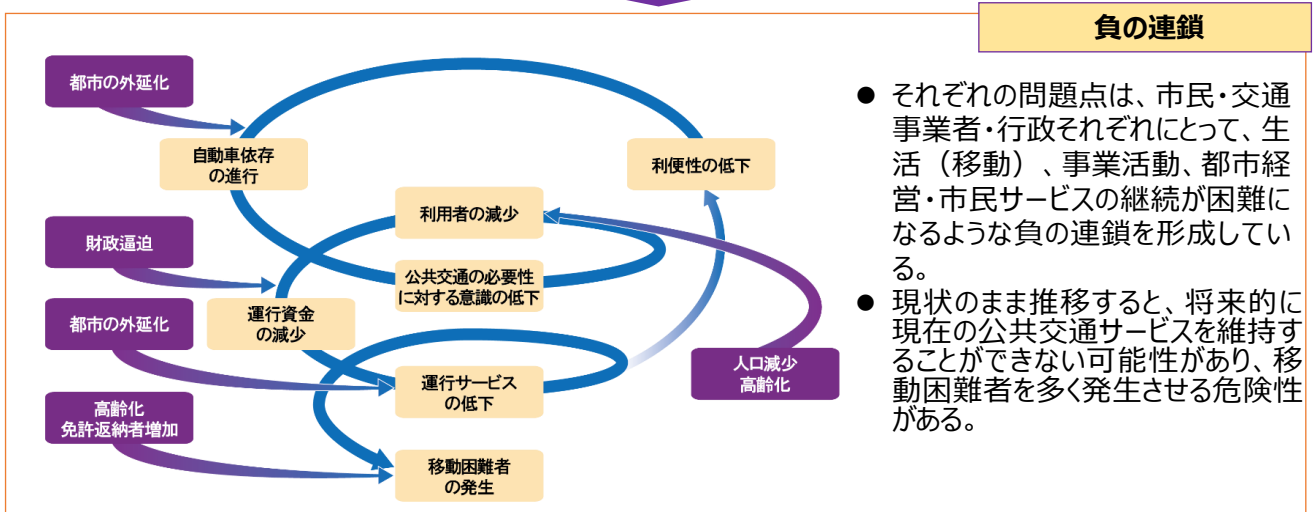 負の連鎖
都市の外延化
自動車依存
の進行
利便性の低下
利用者の減少
財政逼迫
公共交通の必要性
に対する意識の低下
運行資金
の減少
都市の外延化
運行サービス
の低下
人口減少
高齢化
高齢化
免許返納者増加
移動困難者
の発生
● それぞれの問題点は、市民・交通
事業者・行政それぞれにとって、生
活（移動）、事業活動、都市経
営・市民サービスの継続が困難に
なるような負の連鎖を形成してい
る。
● 現状のまま推移すると、将来的に
現在の公共交通サービスを維持す
ることができない可能性があり、移
動困難者を多く発生させる危険性
がある。